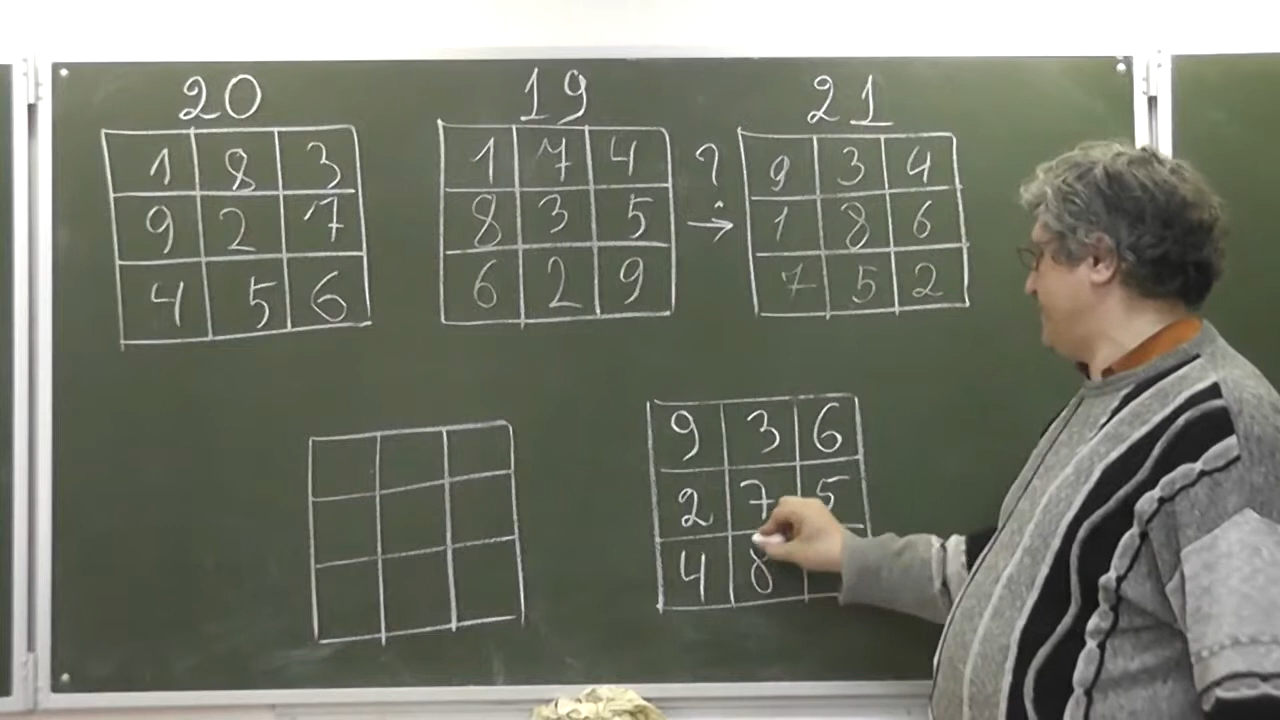 20 19 21
1 8 3
9 2 7
4 5 6
1 7 4
8 3 5
6 2 9
? →
9 3 4
1 8 6
7 5 2
9 3 6
2 7 5
4 8